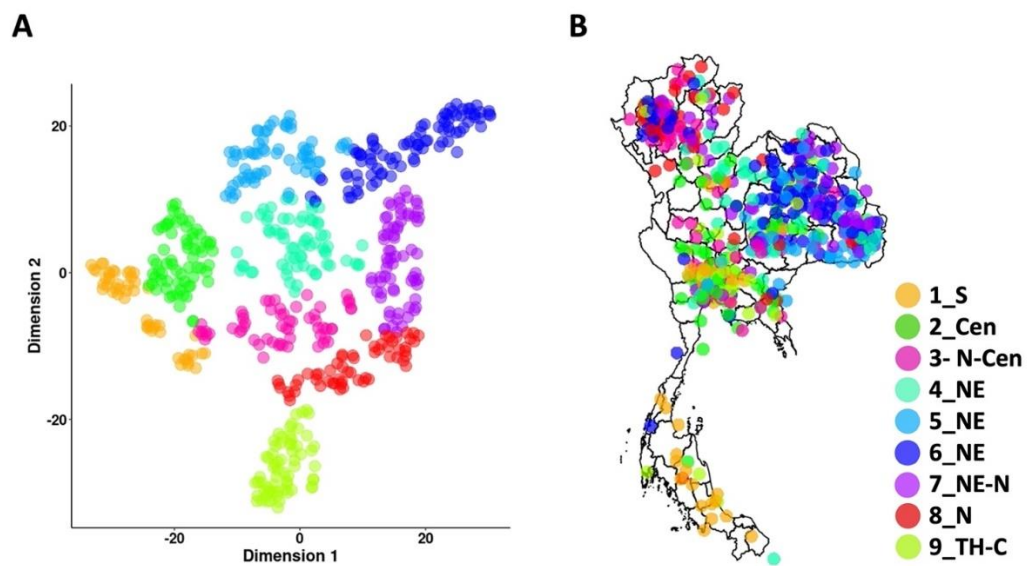 A
B
20
0
-20
Dimension 2
-20
0
20
Dimension 1
1_S
2_Cen
3- N-Cen
4_NE
5_NE
6_NE
7_NE-N
8_N
9_TH-C